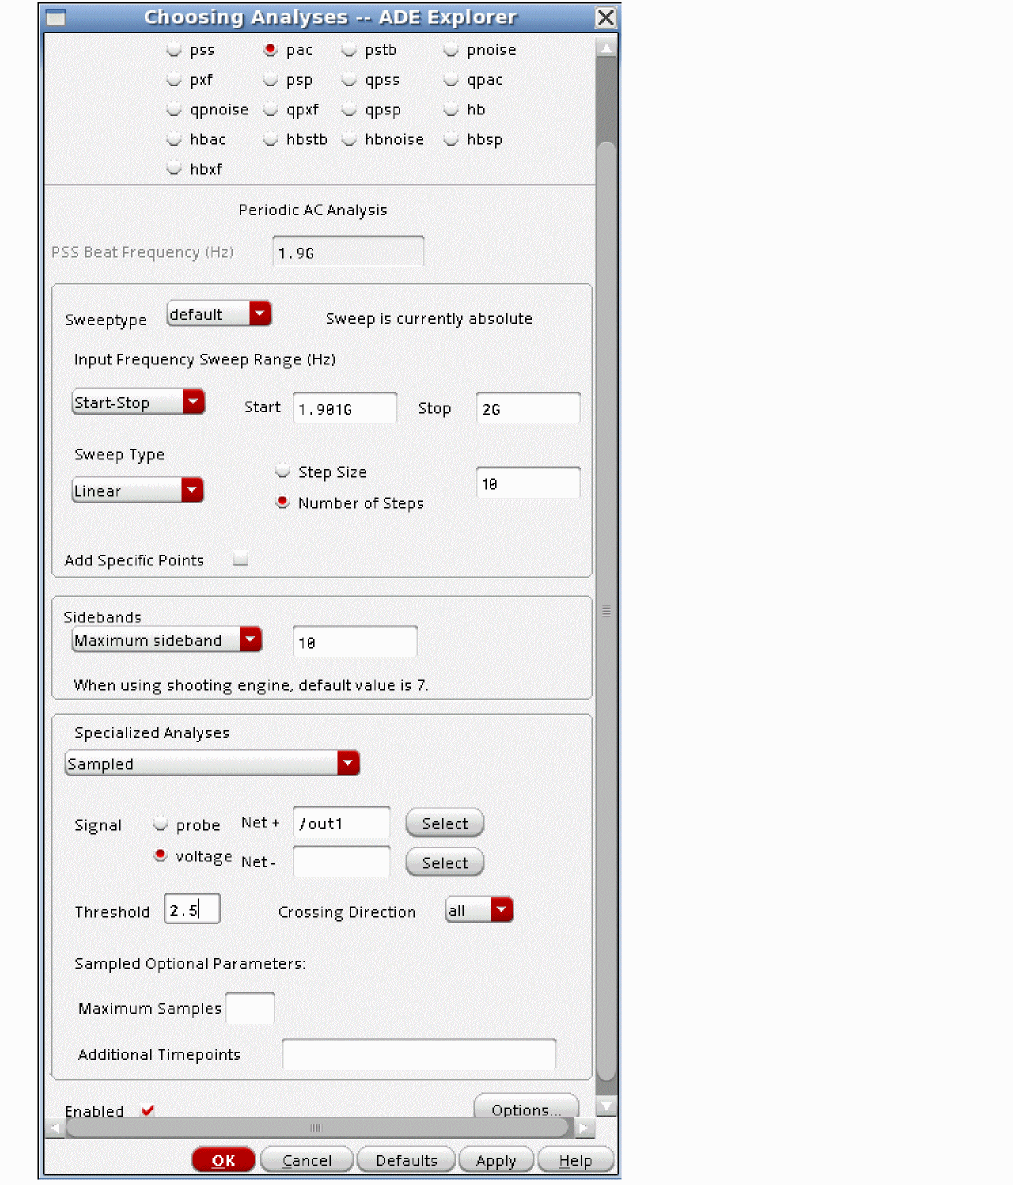 Choosing Analyses -- ADE Explorer
pss pac pstb pnoise
pxf psp qpss qpac
qpnoise qpxf qpsp hb
hbac hbstb hbnoise hbsp
hbxf
Periodic AC Analysis
PSS Beat Frequency (Hz) 1.9G
Sweeptype default Sweep is currently absolute
Input Frequency Sweep Range (Hz)
Start-Stop Start 1.901G Stop 2G
Sweep Type
Step Size
Linear 10
Number of Steps
Add Specific Points
Sidebands
Maximum sideband 10
When using shooting engine, default value is 7.
Specialized Analyses
Sampled
Signal probe Net + /out1 Select
voltage Net - Select
Threshold 2.5 Crossing Direction all
Sampled Optional Parameters:
Maximum Samples
Additional Timepoints
Enabled Options...
OK Cancel Defaults Apply Help